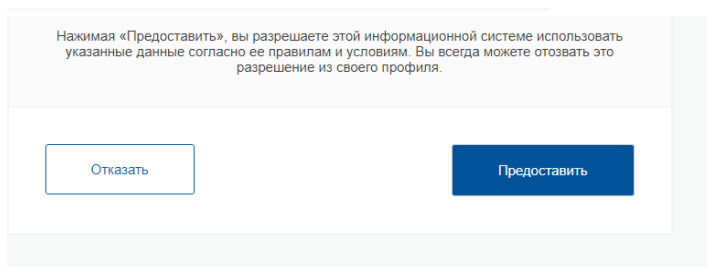 Нажимая «Предоставить», вы разрешаете этой информационной системе использовать
указанные данные согласно ее правилам и условиям. Вы всегда можете отозвать это
разрешение из своего профиля.
Отказать
Предоставить